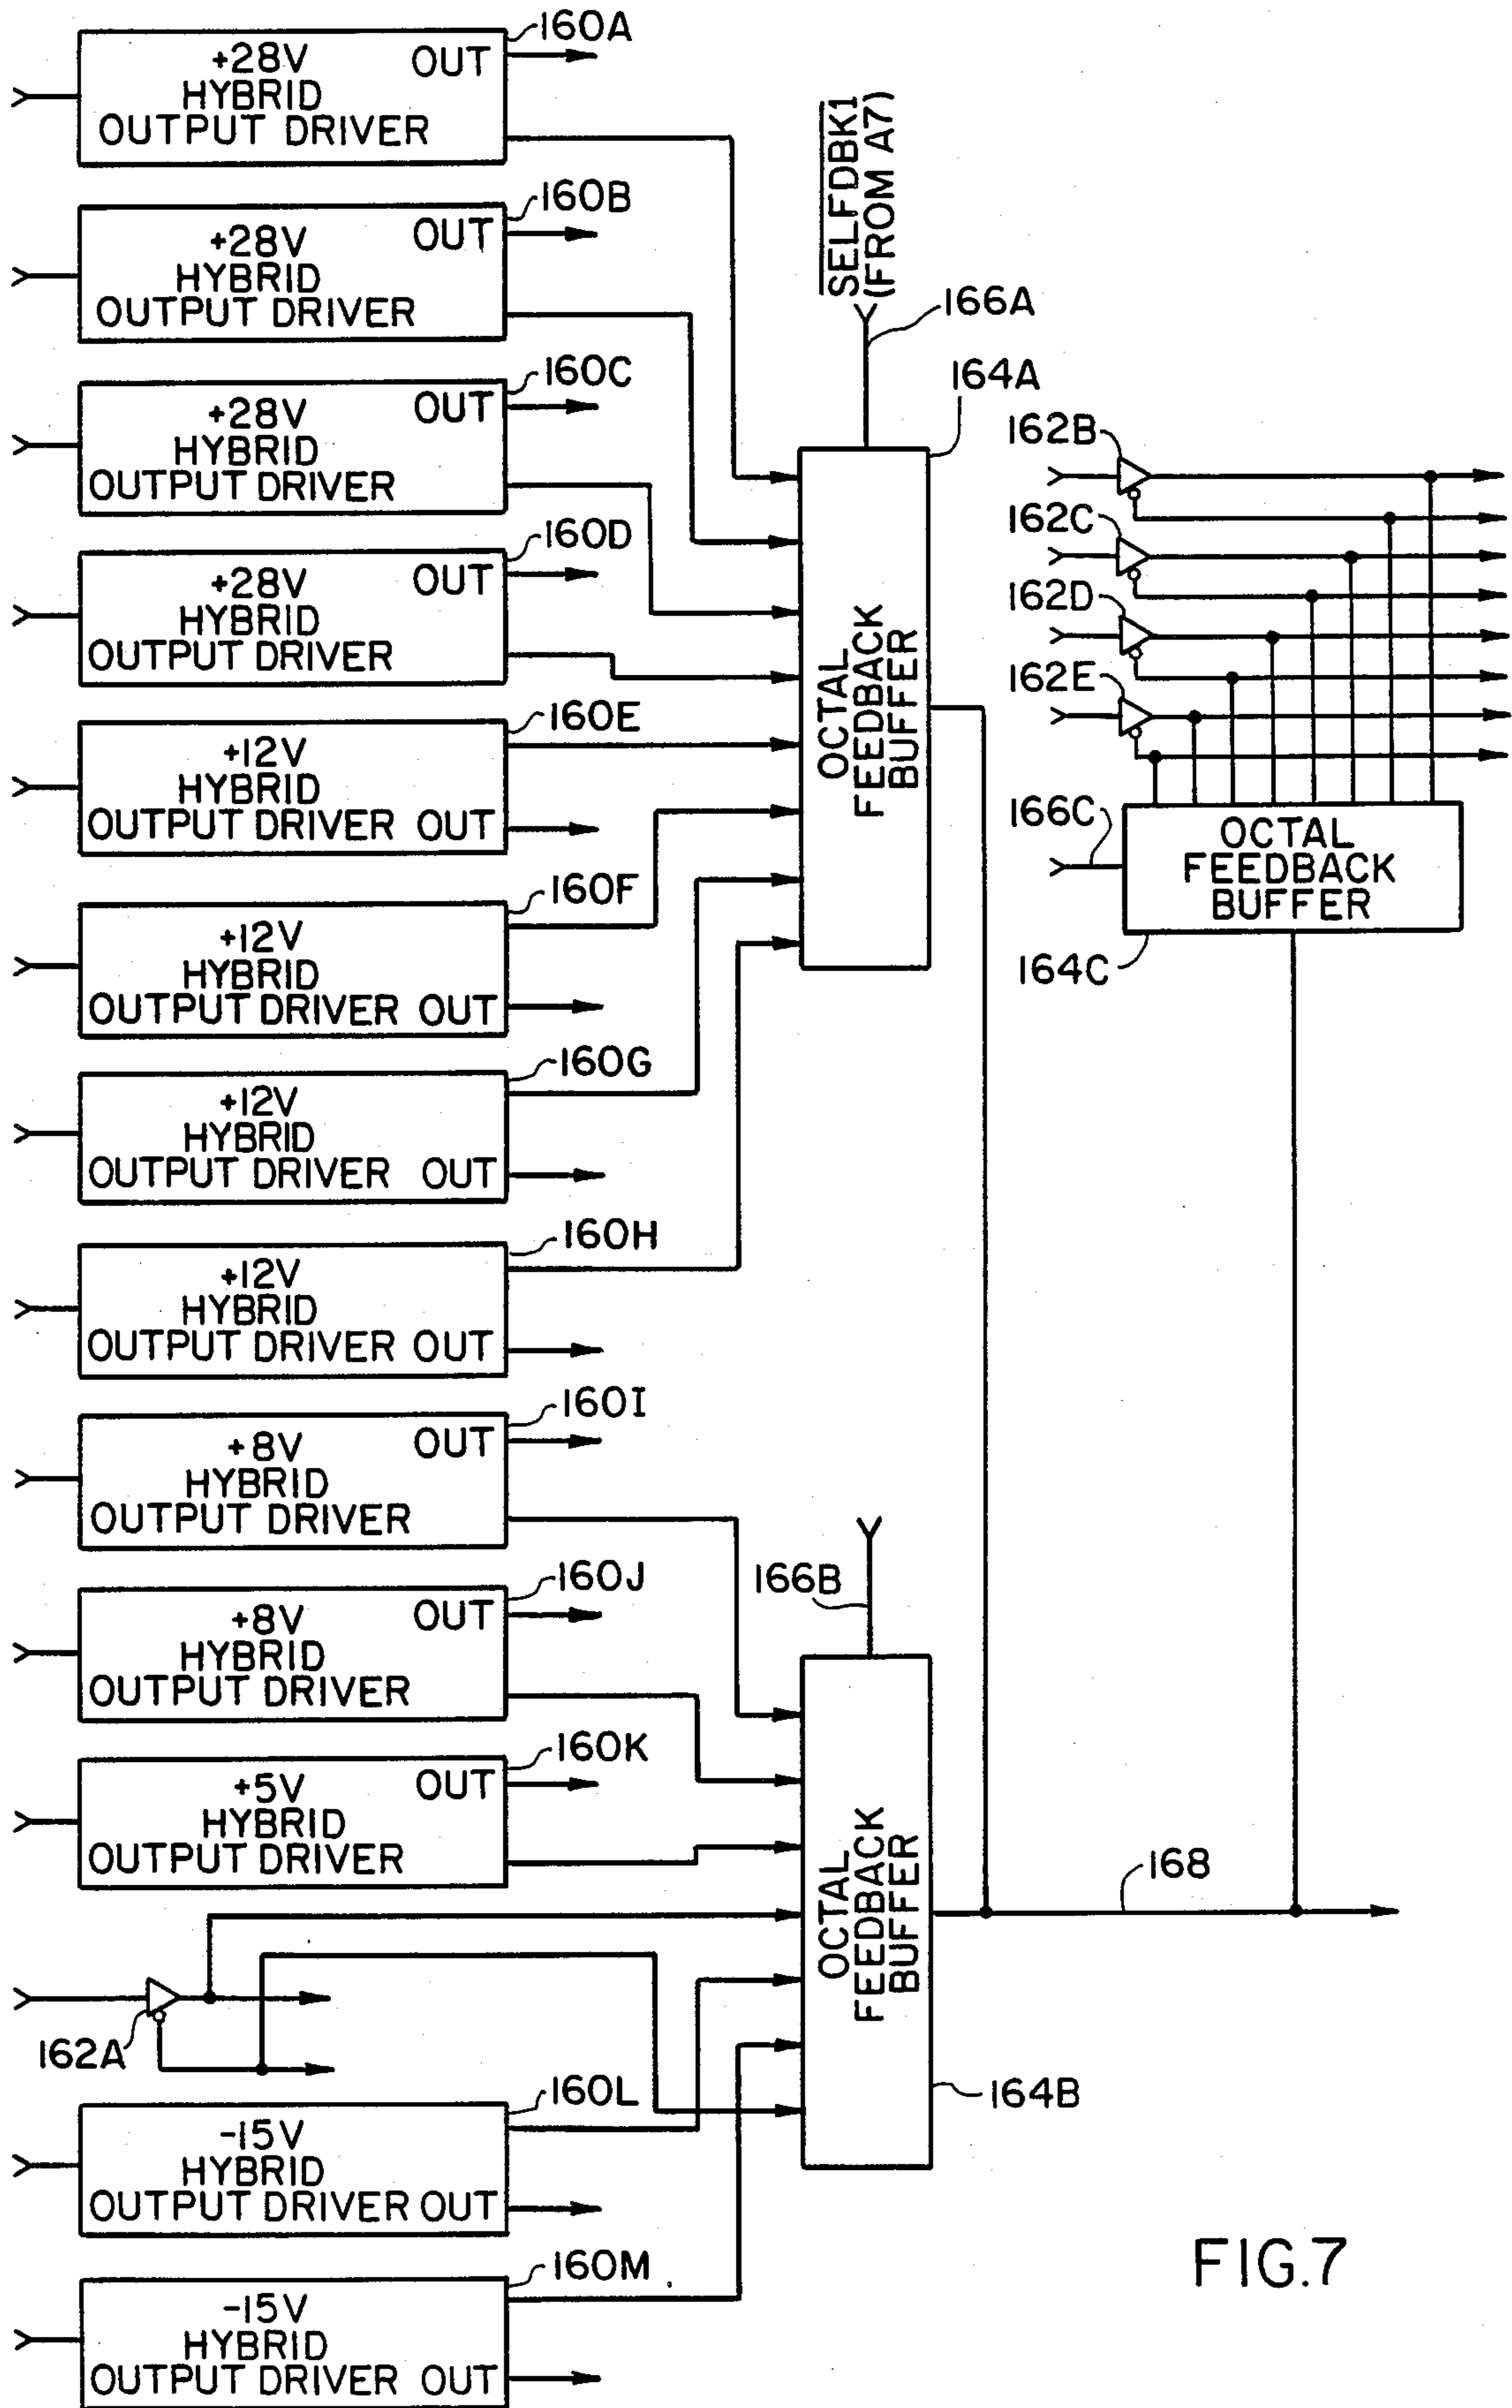 160A
+28V OUT
HYBRID
OUTPUT DRIVER
160B
+28V OUT
HYBRID
OUTPUT DRIVER
160C
+28V OUT
HYBRID
OUTPUT DRIVER
160D
+28V OUT
HYBRID
OUTPUT DRIVER
160E
+12V
HYBRID
OUTPUT DRIVER OUT
160F
+12V
HYBRID
OUTPUT DRIVER OUT
160G
+12V
HYBRID
OUTPUT DRIVER OUT
160H
+12V
HYBRID
OUTPUT DRIVER OUT
160I
+8V OUT
HYBRID
OUTPUT DRIVER
160J
+8V OUT
HYBRID
OUTPUT DRIVER
160K
+5V OUT
HYBRID
OUTPUT DRIVER
162A
160L
-15V
HYBRID
OUTPUT DRIVER OUT
160M
-15V
HYBRID
OUTPUT DRIVER OUT
SELFDBK1
(FROM A7)
166A
164A
OCTAL
FEEDBACK
BUFFER
166B
OCTAL
FEEDBACK
BUFFER
164B
162B
162C
162D
162E
166C
OCTAL
FEEDBACK
BUFFER
164C
168
FIG.7